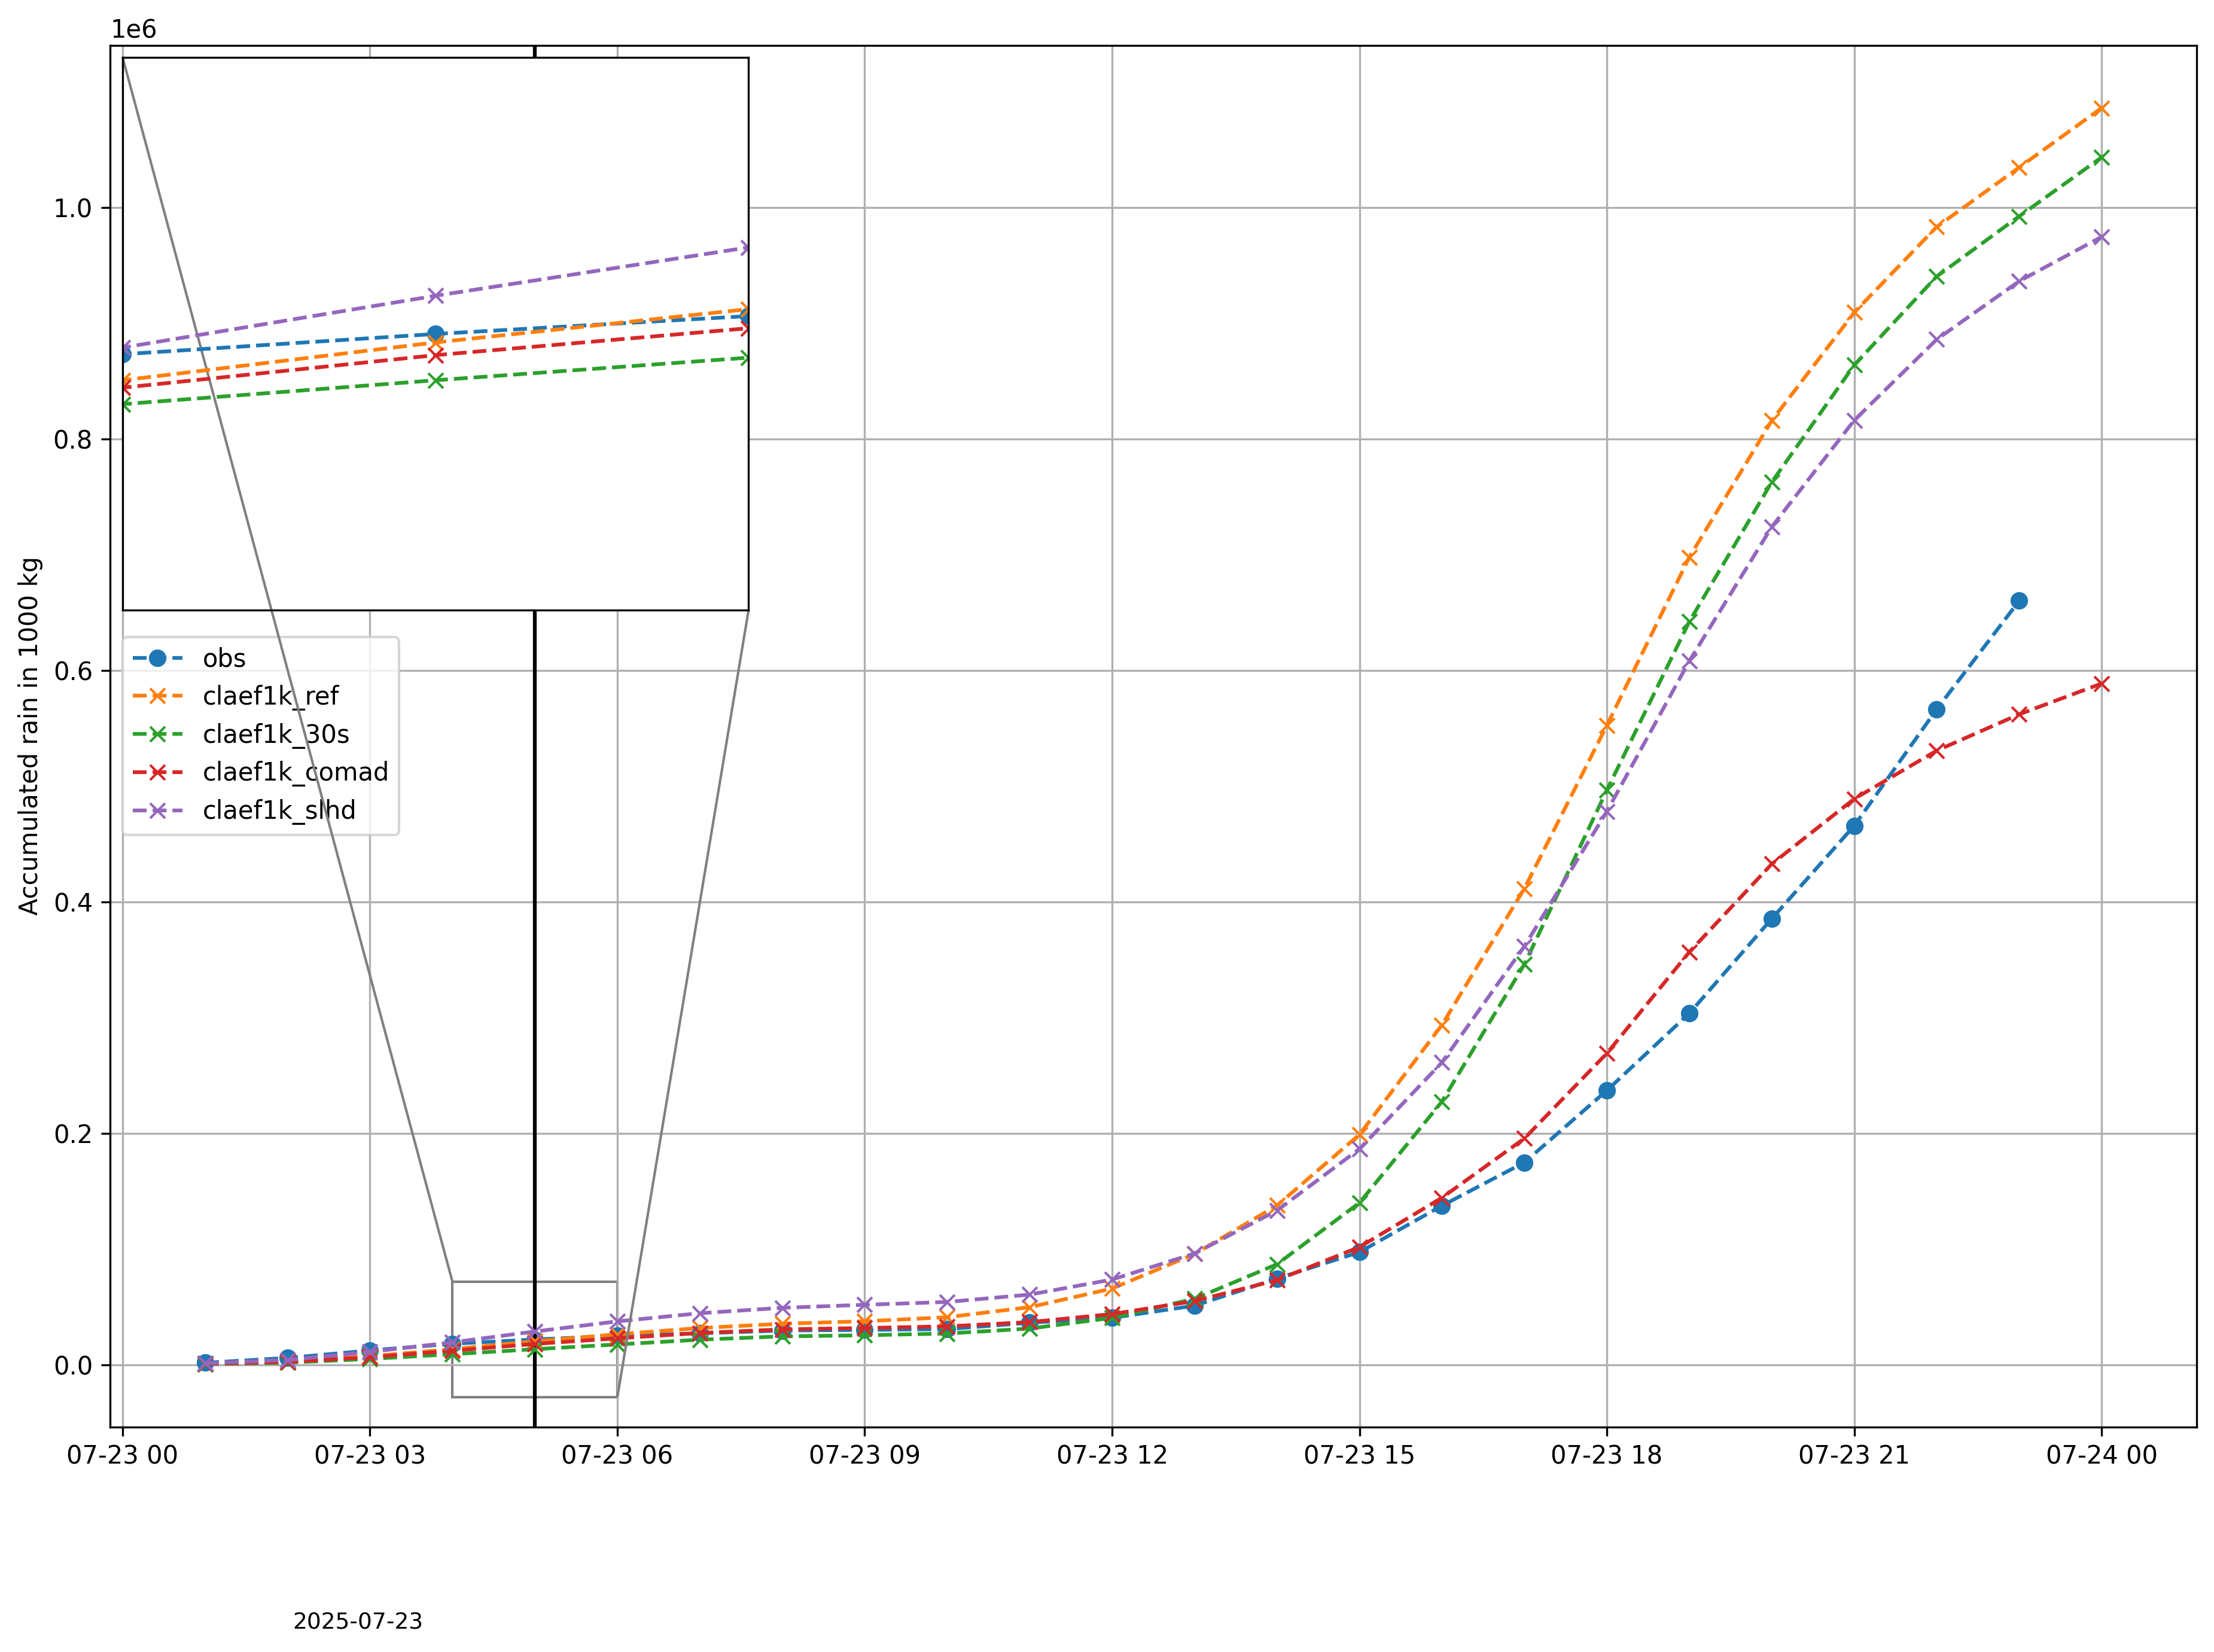 1e6
1.0
0.8
0.6
0.4
0.2
0.0
Accumulated rain in 1000 kg
obs
claef1k_ref
claef1k_30s
claef1k_comad
claef1k_slhd
07-23 00 07-23 03 07-23 06 07-23 09 07-23 12 07-23 15 07-23 18 07-23 21 07-24 00
2025-07-23